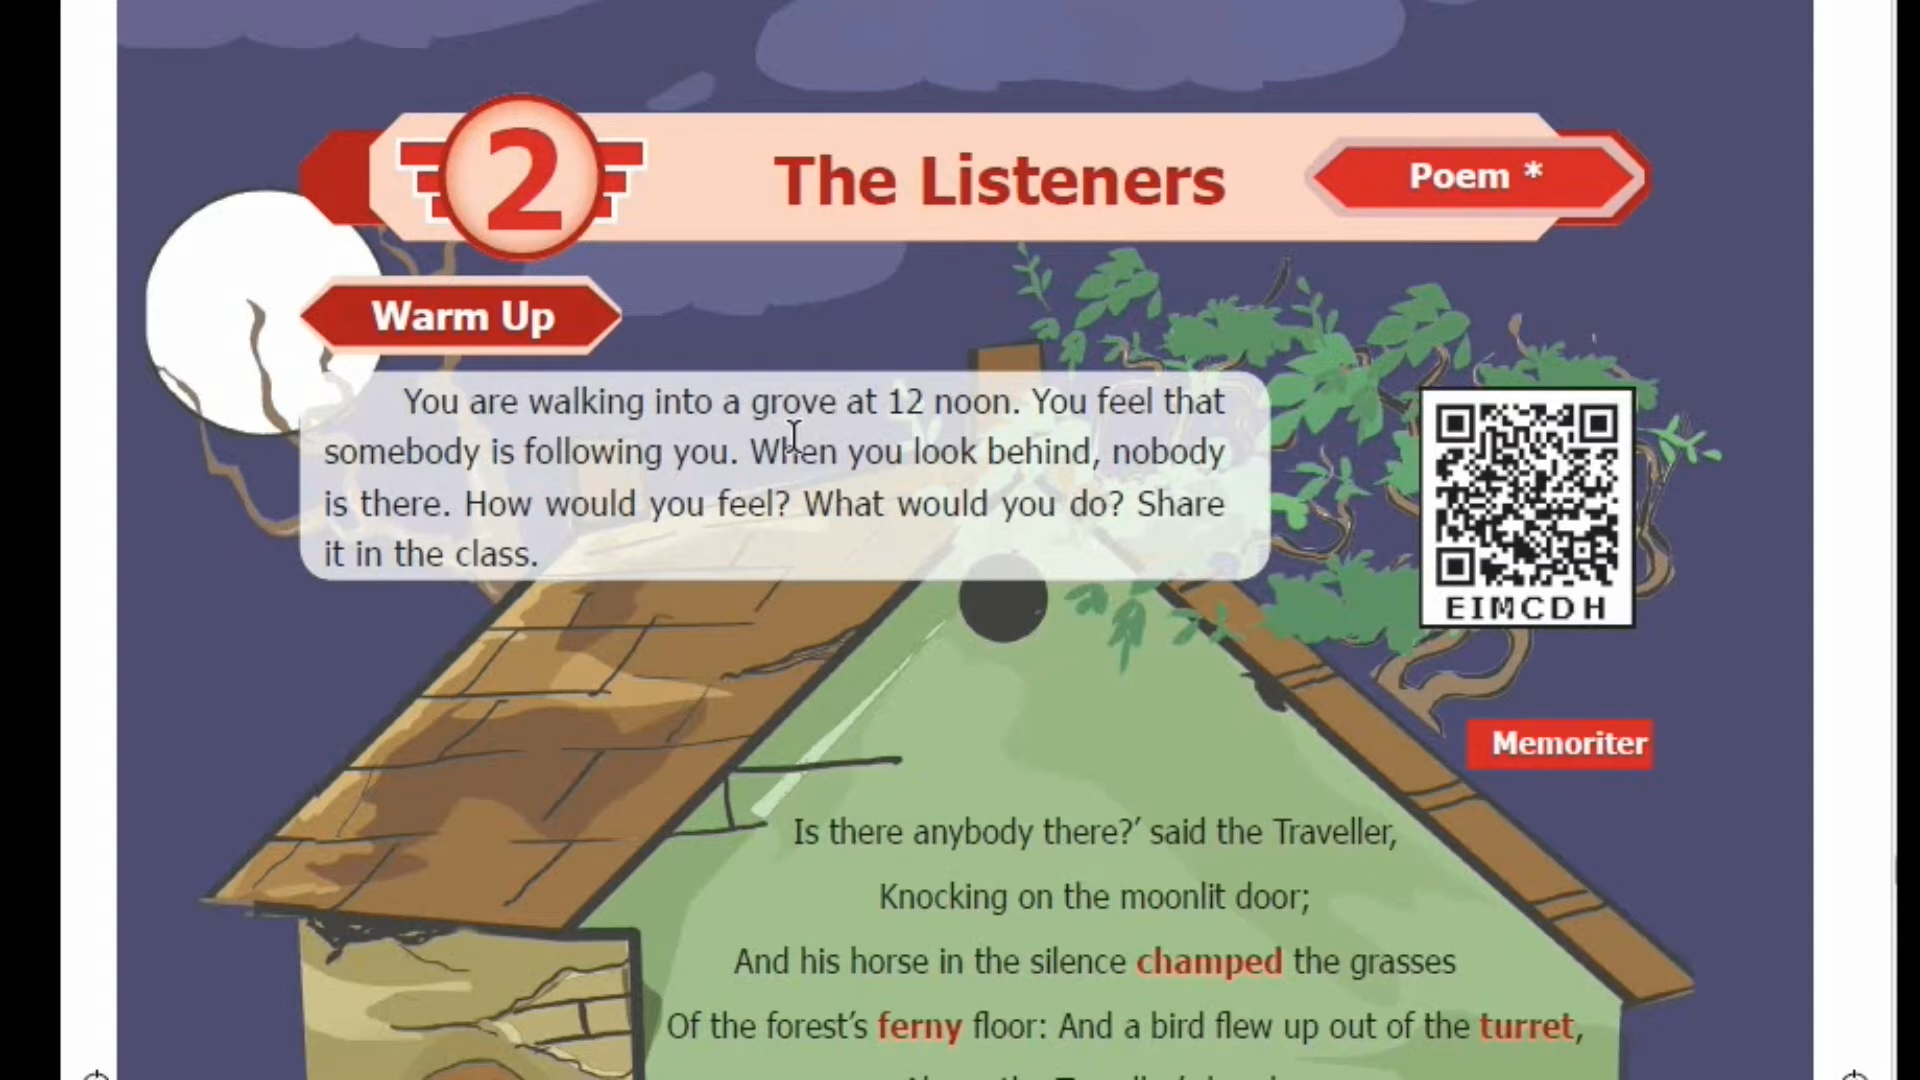 2
The Listeners
Poem *
Warm Up
You are walking into a grove at 12 noon. You feel that
somebody is following you. When you look behind, nobody
is there. How would you feel? What would you do? Share
it in the class.
EIMCDH
Memoriter
Is there anybody there?’ said the Traveller,
Knocking on the moonlit door;
And his horse in the silence champed the grasses
Of the forest’s ferny floor: And a bird flew up out of the turret,